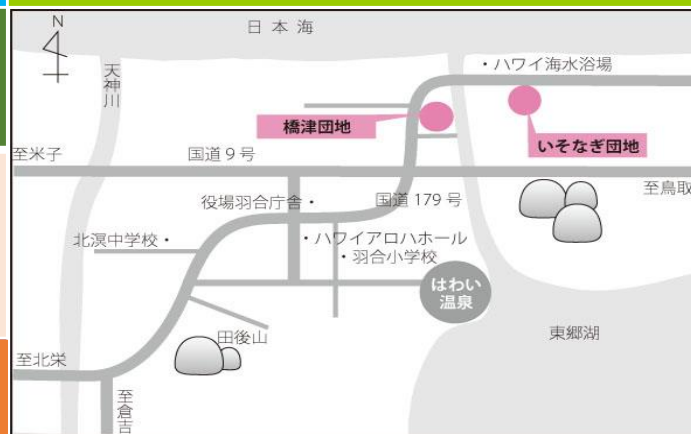 N
日本海
天神川
・ハワイ海水浴場
橋津団地
いそなぎ団地
至米子
国道9号
至鳥取
役場羽合庁舎・
国道179号
北溟中学校・
・ハワイアロハホール
・羽合小学校
はわい
温泉
田後山
東郷湖
至北栄
至倉吉